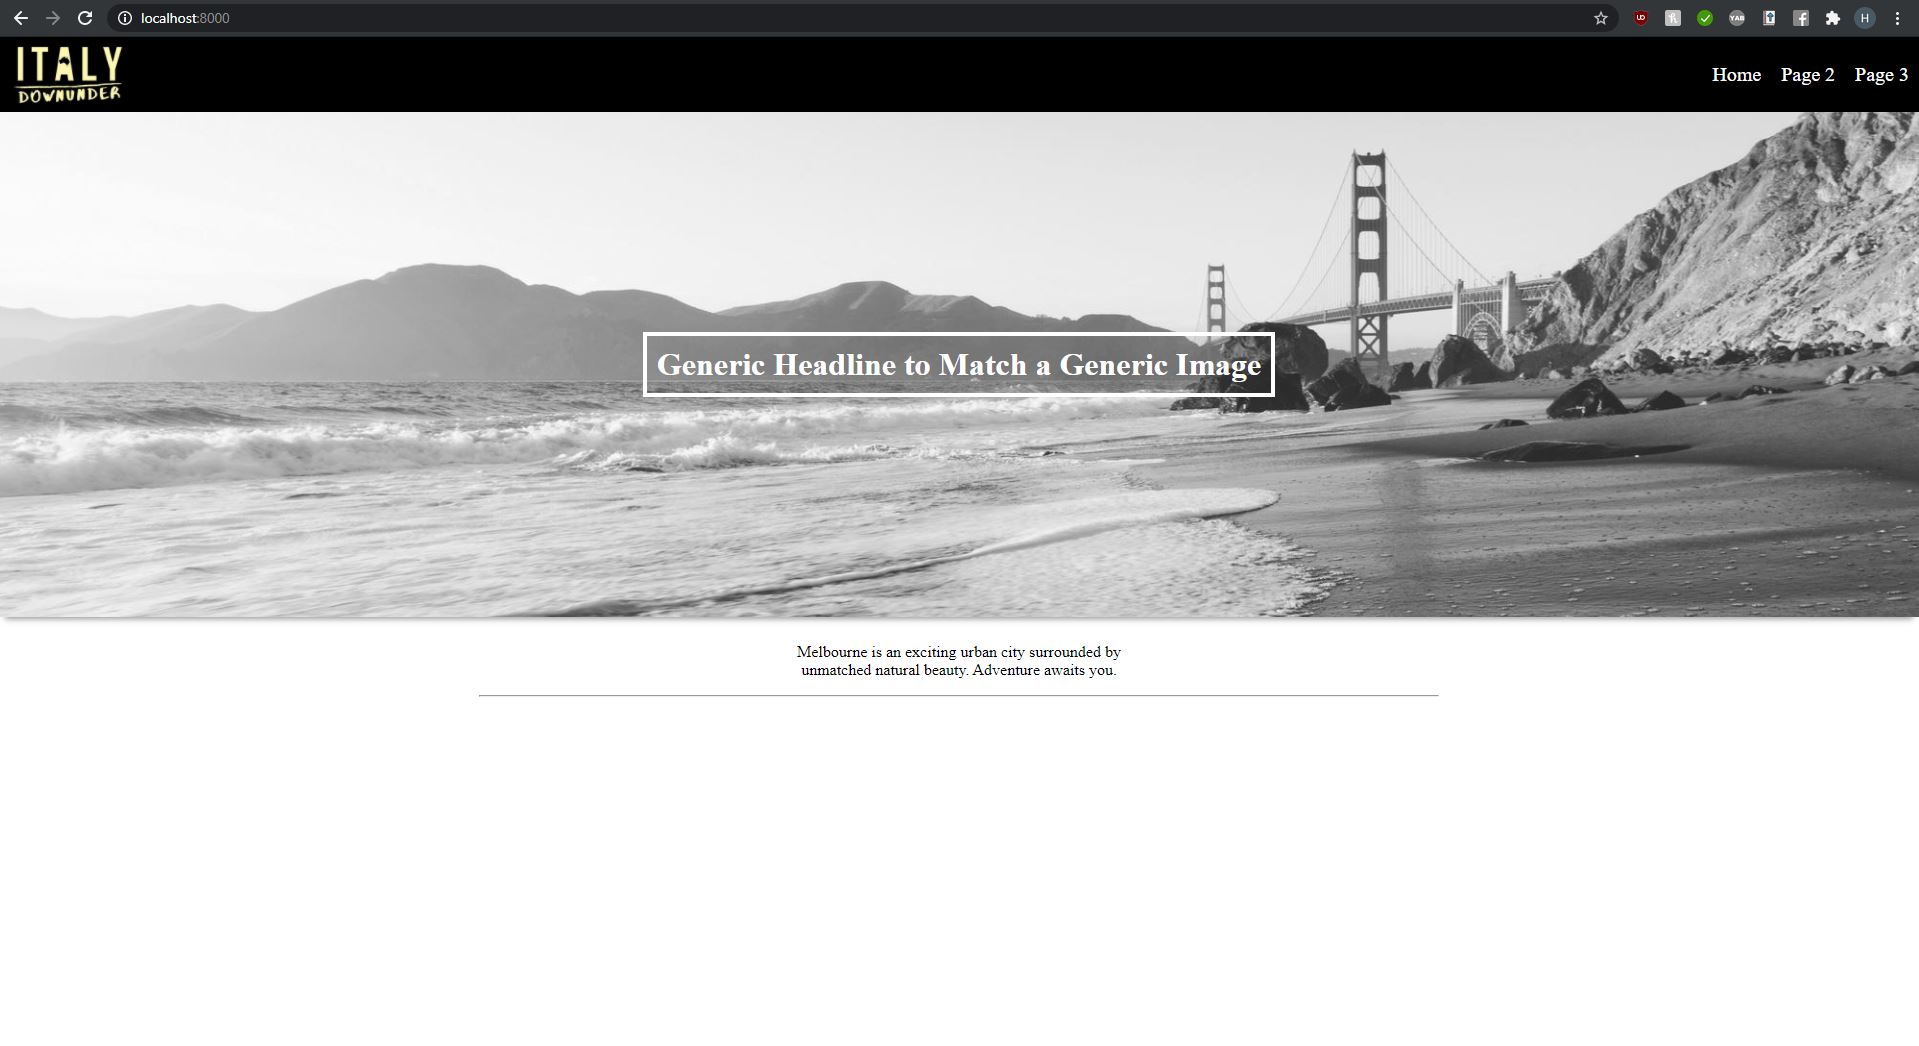 localhost:8000
ITALY
DOWNUNDER
Home Page 2 Page 3
Generic Headline to Match a Generic Image
Melbourne is an exciting urban city surrounded by
unmatched natural beauty. Adventure awaits you.
YAB
H